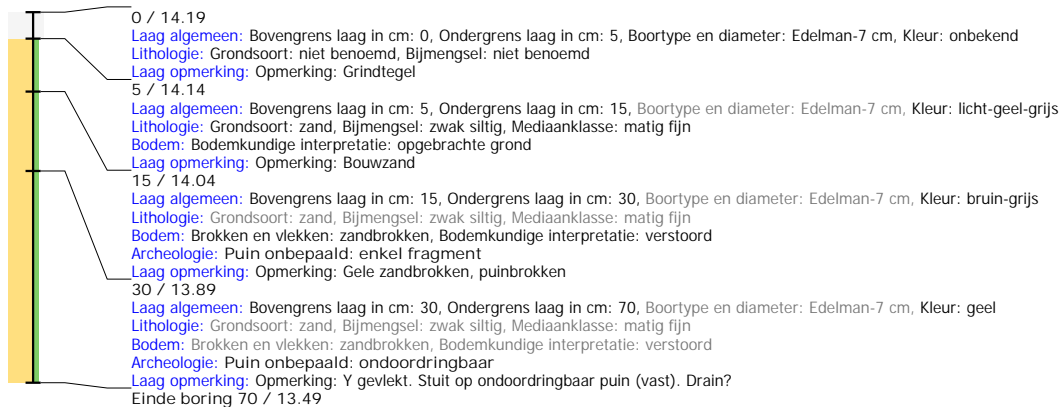 0 / 14.19
Laag algemeen: Bovengrens laag in cm: 0, Ondergrens laag in cm: 5, Boortype en diameter: Edelman-7 cm, Kleur: onbekend
Lithologie: Grondsoort: niet benoemd, Bijmengsel: niet benoemd
Laag opmerking: Opmerking: Grindtegel
5 / 14.14
Laag algemeen: Bovengrens laag in cm: 5, Ondergrens laag in cm: 15, Boortype en diameter: Edelman-7 cm, Kleur: licht-geel-grijs
Lithologie: Grondsoort: zand, Bijmengsel: zwak siltig, Mediaanklasse: matig fijn
Bodem: Bodemkundige interpretatie: opgebrachte grond
Laag opmerking: Opmerking: Bouwzand
15 / 14.04
Laag algemeen: Bovengrens laag in cm: 15, Ondergrens laag in cm: 30, Boortype en diameter: Edelman-7 cm, Kleur: bruin-grijs
Lithologie: Grondsoort: zand, Bijmengsel: zwak siltig, Mediaanklasse: matig fijn
Bodem: Brokken en vlekken: zandbrokken, Bodemkundige interpretatie: verstoord
Archeologie: Puin onbepaald: enkel fragment
Laag opmerking: Opmerking: Gele zandbrokken, puinbrokken
30 / 13.89
Laag algemeen: Bovengrens laag in cm: 30, Ondergrens laag in cm: 70, Boortype en diameter: Edelman-7 cm, Kleur: geel
Lithologie: Grondsoort: zand, Bijmengsel: zwak siltig, Mediaanklasse: matig fijn
Bodem: Brokken en vlekken: zandbrokken, Bodemkundige interpretatie: verstoord
Archeologie: Puin onbepaald: ondoordringbaar
Laag opmerking: Opmerking: Y gevlekt. Stuit op ondoordringbaar puin (vast). Drain?
Einde boring 70 / 13.49